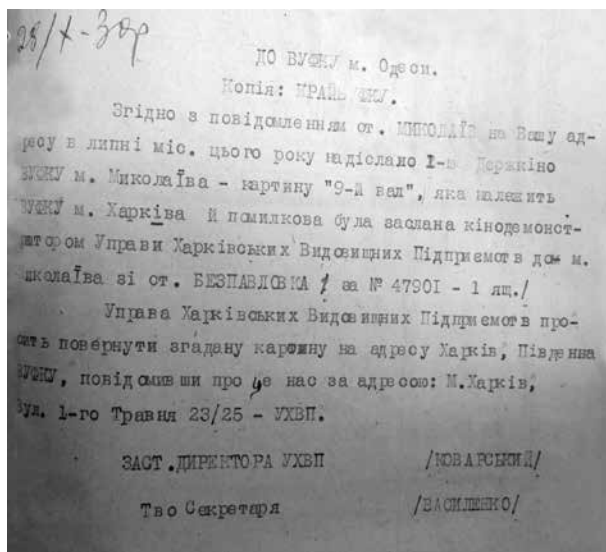 28/X-30р
ДО ВУФКУ м. Одеси.
Копія: КРАЙВУФКУ.
Згідно з повідомленням ст. МИКОЛАЇВ на Вашу ад-
ресу в липні міс. цього року надіслано І-ю Держкіно
ВУФКУ м. Миколаїва - картину "9-й вал", яка належить
ВУФКУ м. Харківа й помилкова була заслана кінодемонст-
ратором Управи Харківських Видовищних Підприємств до м.
Миколаїва зі ст. БЕЗПАВЛОВКА / за № 47901 - 1 ящ./
Управа Харківських Видовищних Підприємств про-
сить повернути згадану картину на адресу Харків, Південна
ВУФКУ, повідомивши про це нас за адресою: М.Харків,
вул. 1-го Травня 23/25 - УХВП.
ЗАСТ.ДИРЕКТОРА УХВП /КОВАРСЬКИЙ/
Тво Секретаря /ВАСИЛЕНКО/